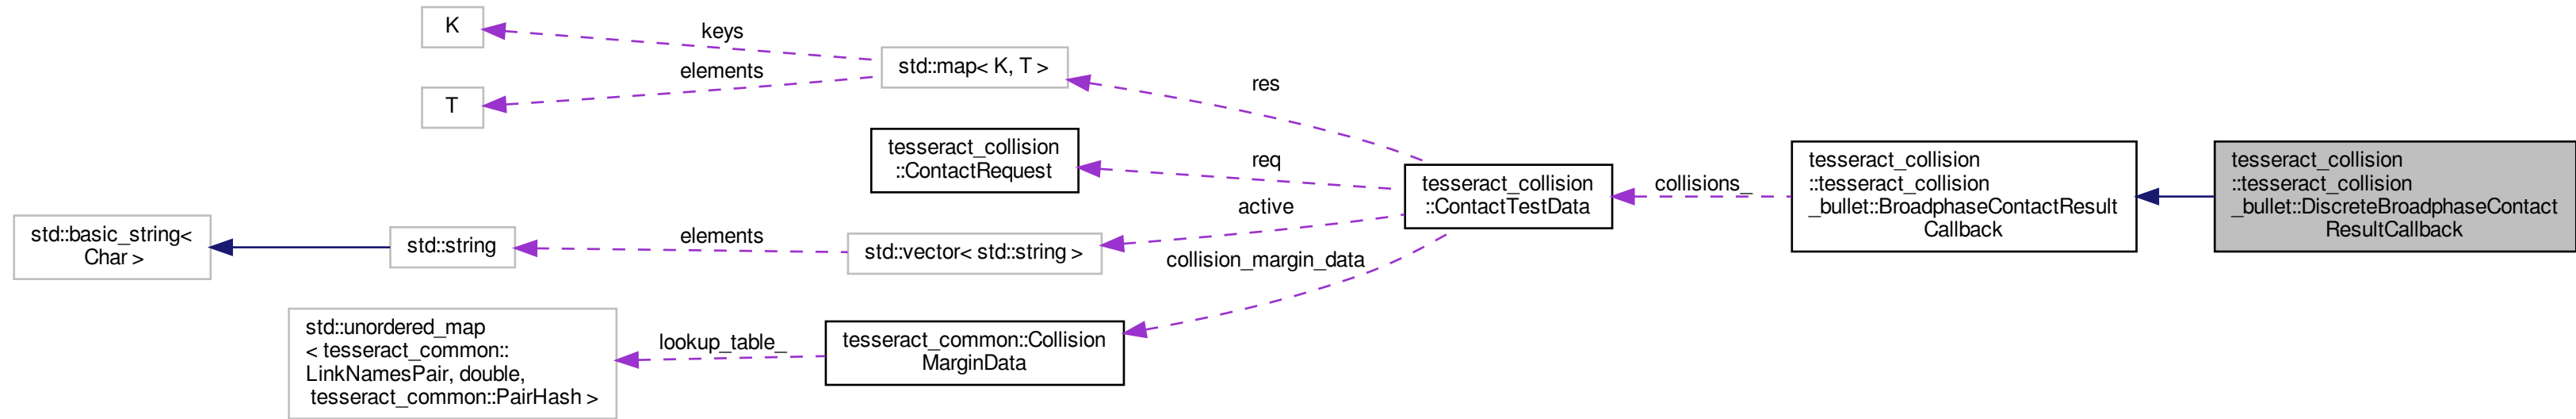 K
keys
std::map< K, T >
elements
T
res
tesseract_collision
::ContactRequest
req
tesseract_collision
::ContactTestData
collisions_
tesseract_collision
::tesseract_collision
_bullet::BroadphaseContactResult
Callback
tesseract_collision
::tesseract_collision
_bullet::DiscreteBroadphaseContact
ResultCallback
active
std::basic_string<
Char >
std::string
elements
std::vector< std::string >
collision_margin_data
std::unordered_map
< tesseract_common::
LinkNamesPair, double,
tesseract_common::PairHash >
lookup_table_
tesseract_common::Collision
MarginData